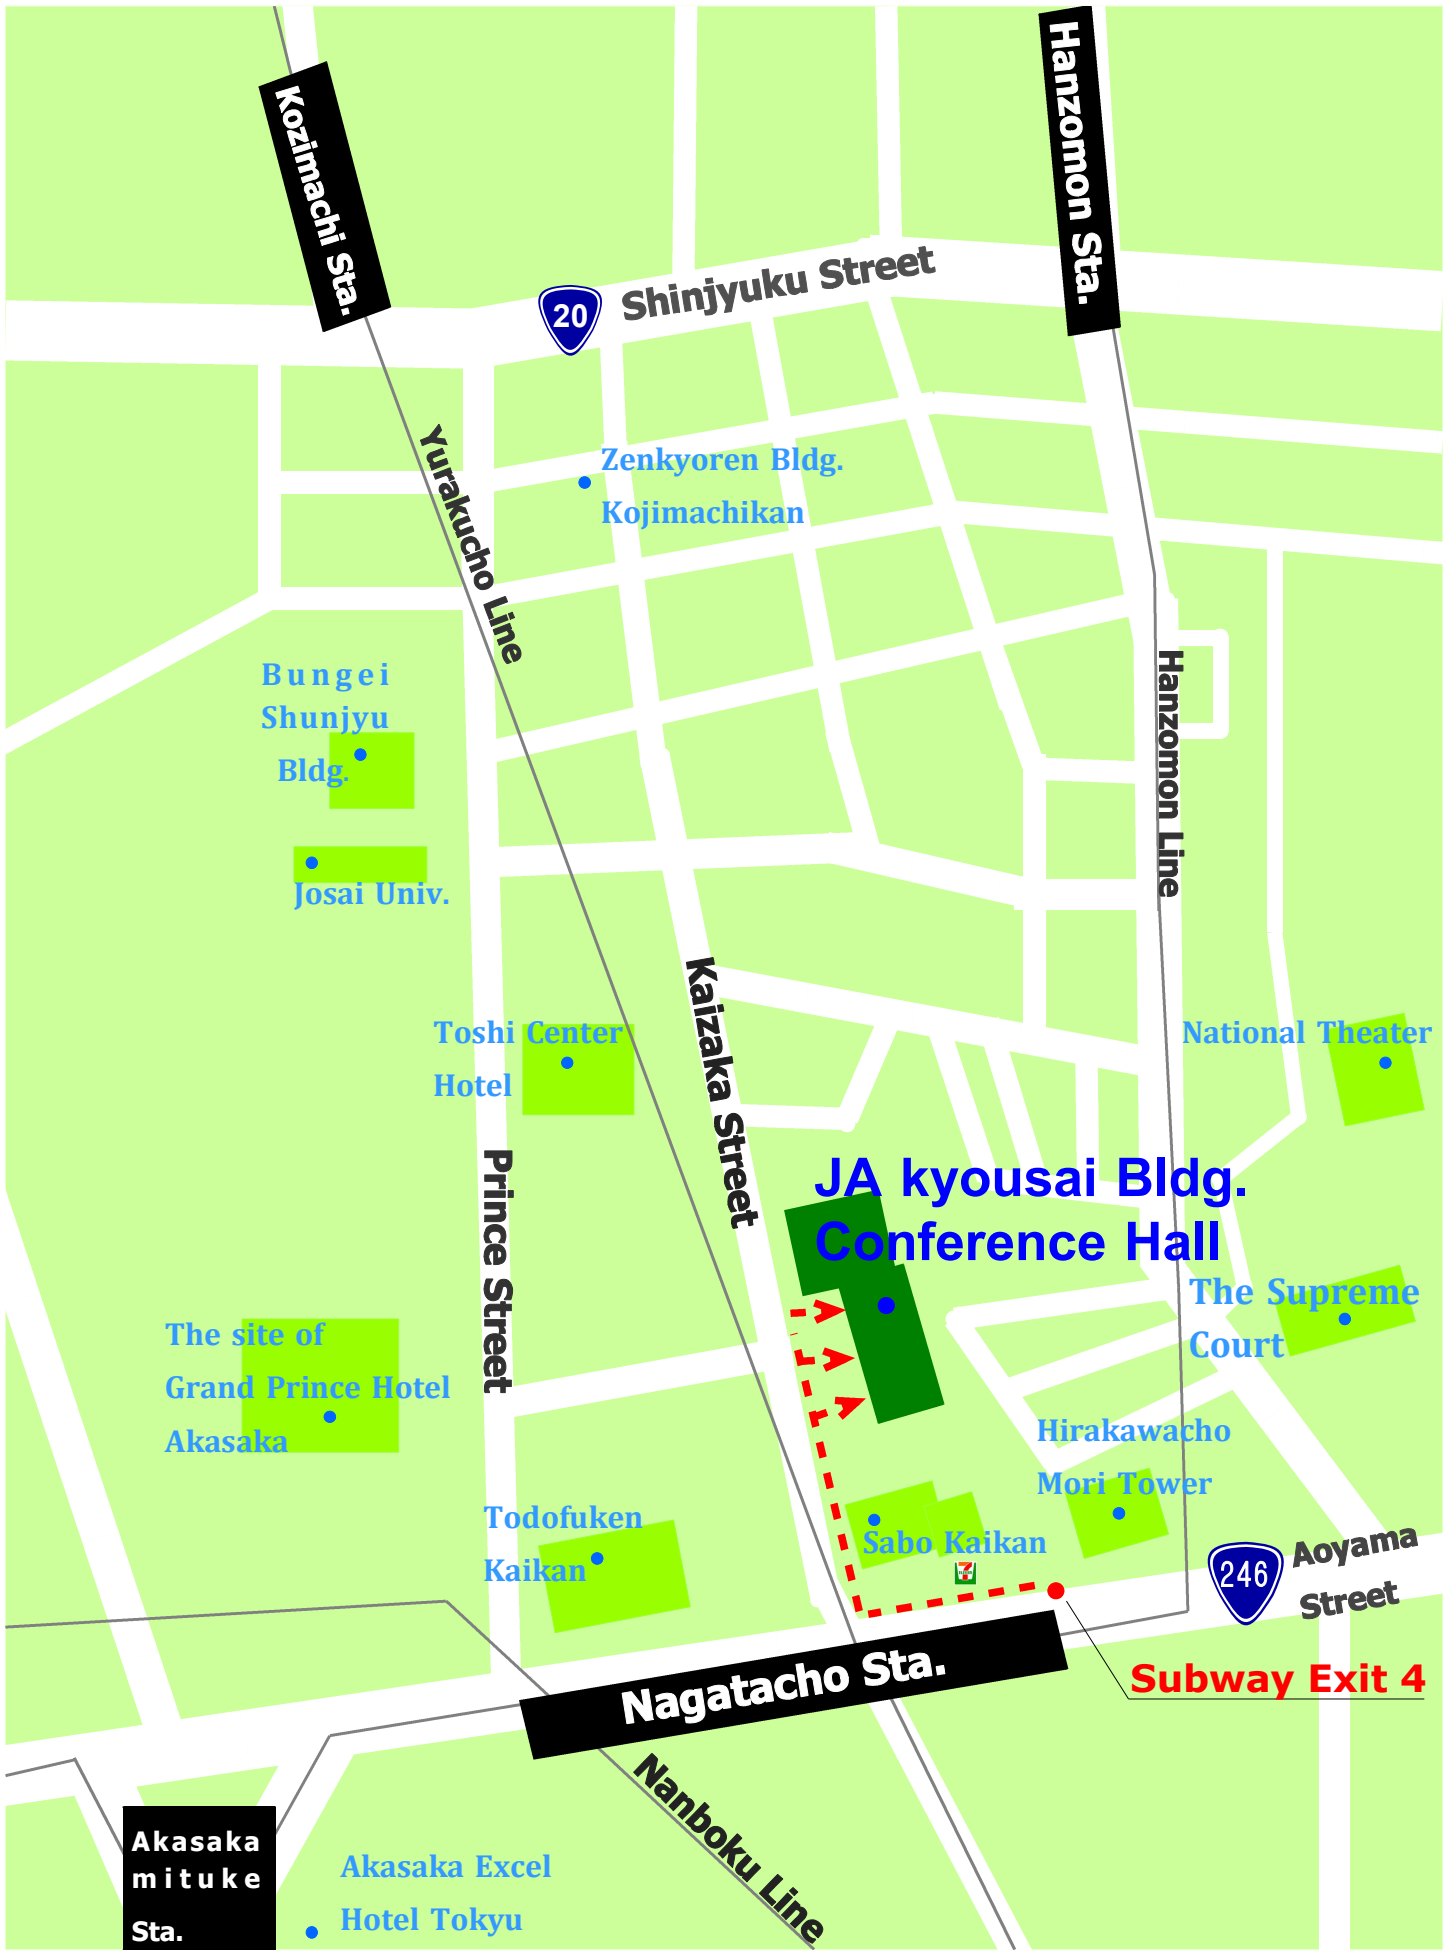 Hanzomon Sta.
Kozimachi Sta.
Shinjyuku Street
20
Yurakucho Line
Zenkyoren Bldg.
Kojimachikan
Bungei
Shunjyu
Bldg.
Hanzomon Line
Josai Univ.
Kaizaka Street
Toshi Center
Hotel
National Theater
Prince Street
JA kyousai Bldg.
Conference Hall
The Supreme
Court
The site of
Grand Prince Hotel
Akasaka
Hirakawacho
Mori Tower
Todofuken
Kaikan
Sabo Kaikan
7
246
Aoyama
Street
Nagatacho Sta.
Subway Exit 4
Nanboku Line
Akasaka
mituke
Sta.
Akasaka Excel
Hotel Tokyu